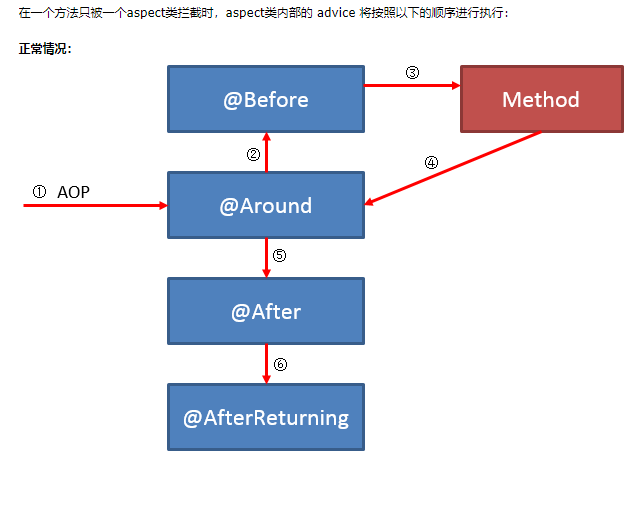 在一个方法只被一个aspect类拦截时，aspect类内部的 advice 将按照以下的顺序进行执行：
正常情况：
@Before
③
Method
②
④
① AOP
@Around
⑤
@After
⑥
@AfterReturning